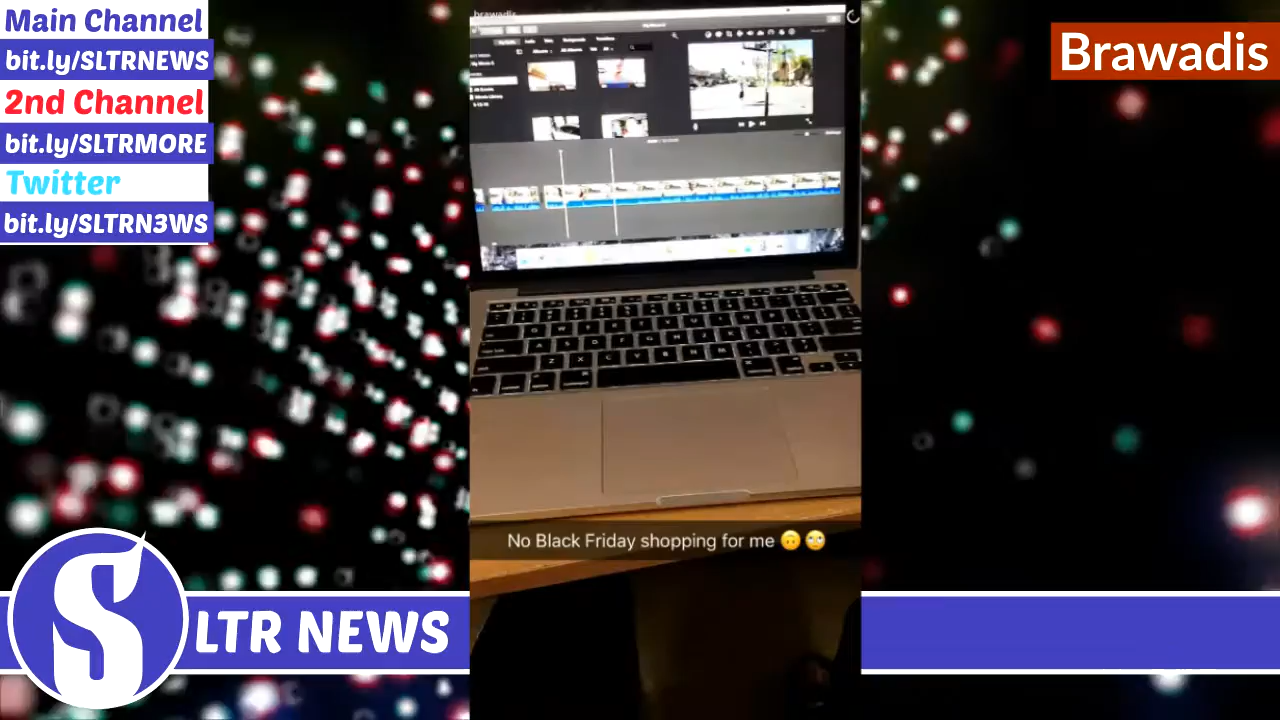 Main Channel
bit.ly/SLTRNEWS
2nd Channel
bit.ly/SLTRMORE
Twitter
bit.ly/SLTRN3WS
brawadis
Brawadis
No Black Friday shopping for me 🙃🙄
S
LTR NEWS